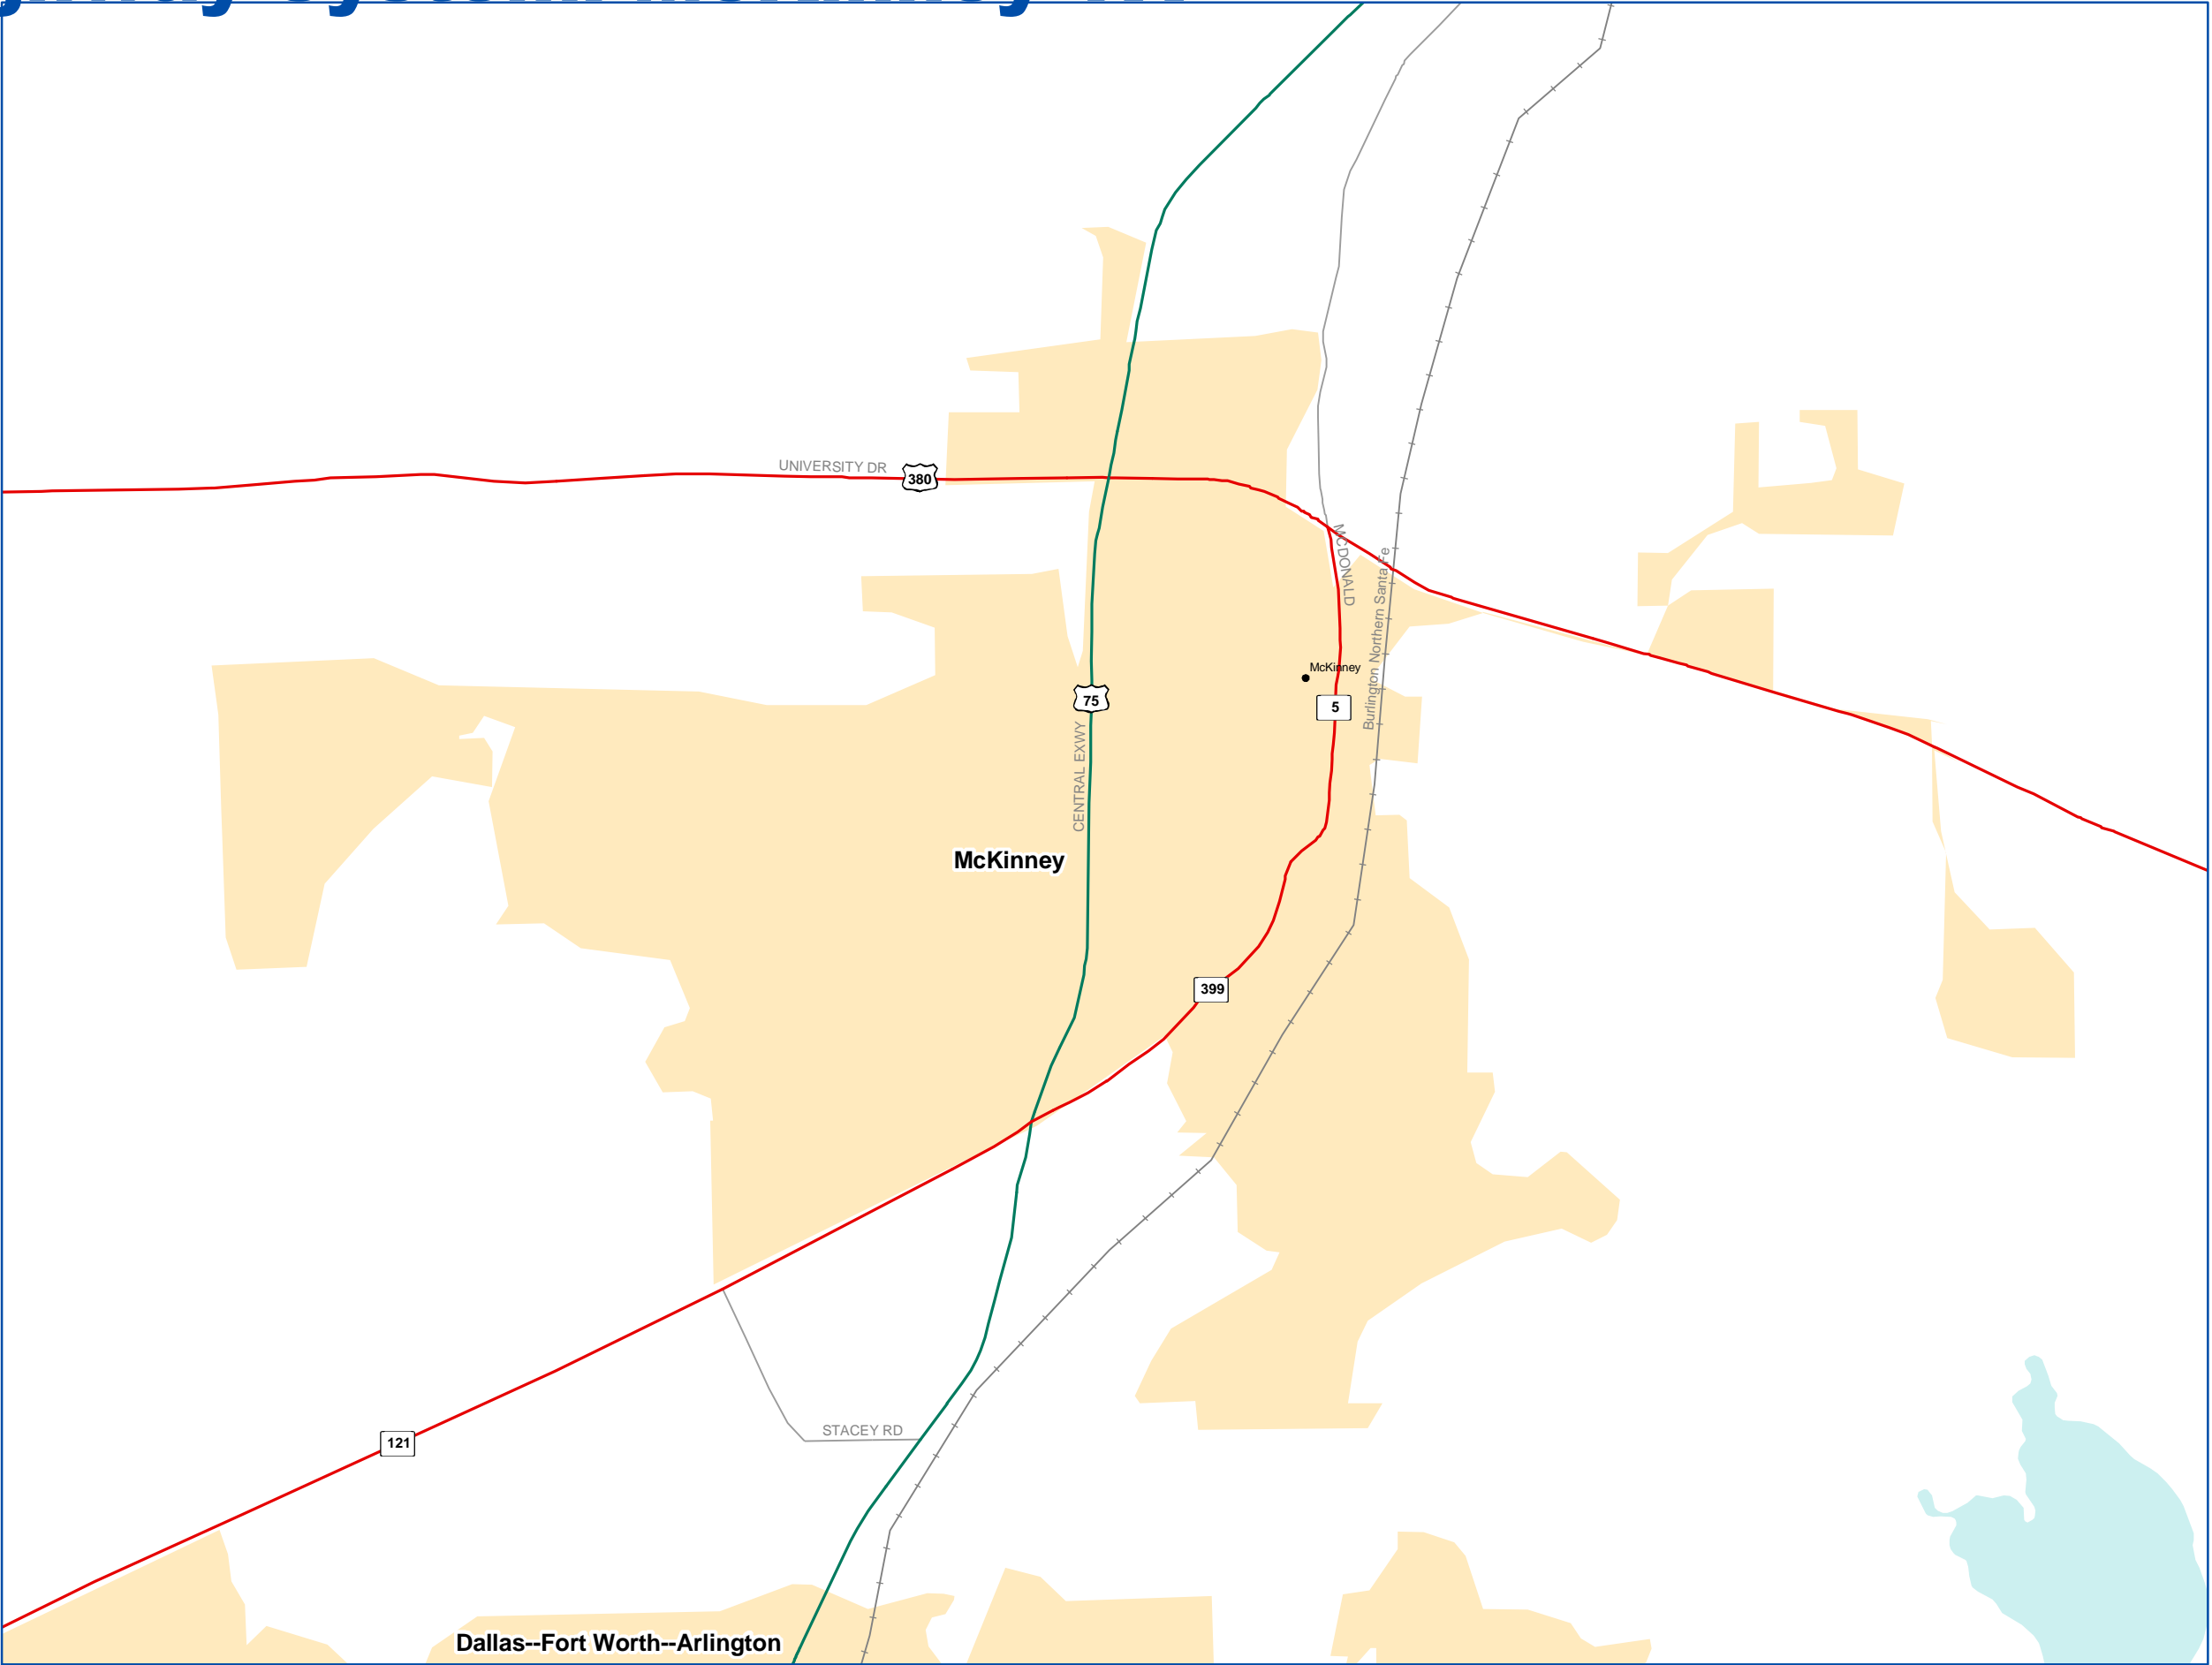 UNIVERSITY DR
380
MCDONALD
Burlington Northern Santa Fe
McKinney
75
5
CENTRAL EXWY
McKinney
399
STACEY RD
121
Dallas--Fort Worth--Arlington